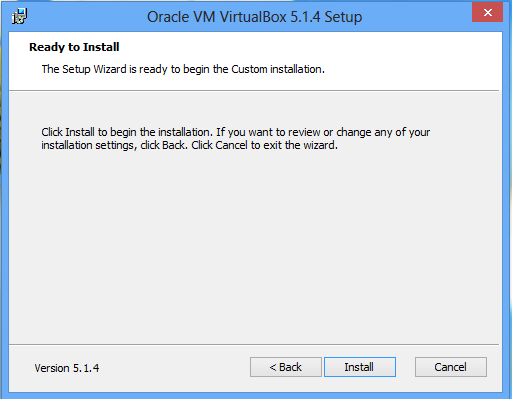 Oracle VM VirtualBox 5.1.4 Setup
Ready to Install
The Setup Wizard is ready to begin the Custom installation.
Click Install to begin the installation. If you want to review or change any of your
installation settings, click Back. Click Cancel to exit the wizard.
Version 5.1.4
< Back
Install
Cancel